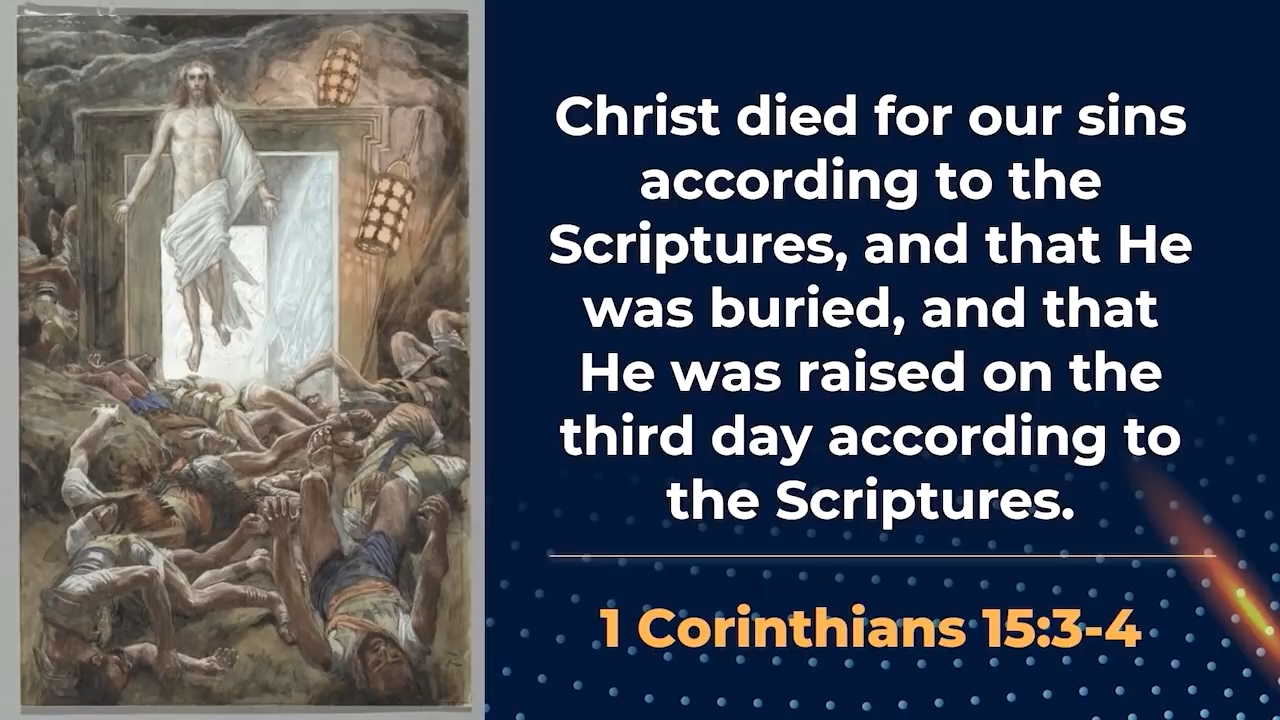 Christ died for our sins
according to the
Scriptures, and that He
was buried, and that
He was raised on the
third day according to
the Scriptures.
1 Corinthians 15:3-4